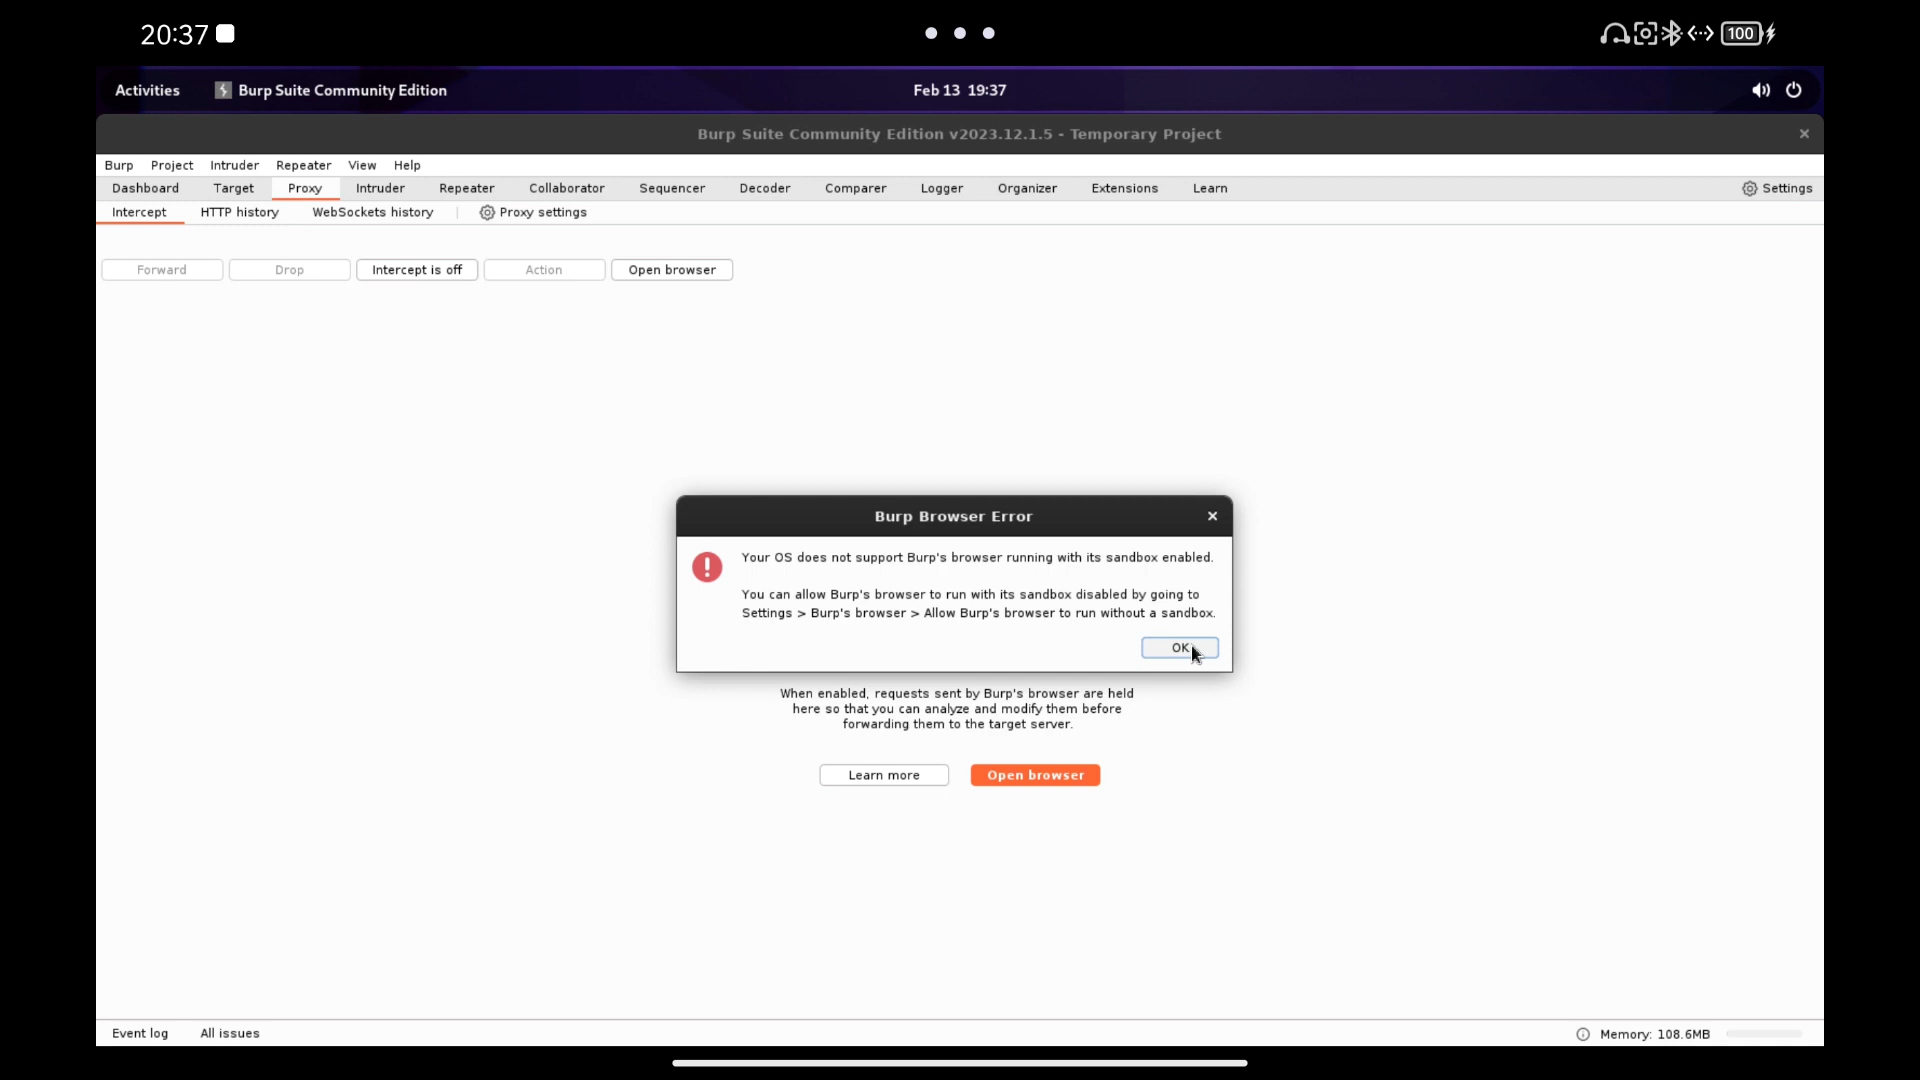 20:37
100
Activities
Burp Suite Community Edition
Feb 13 19:37
Burp Suite Community Edition v2023.12.1.5 - Temporary Project
Burp Project Intruder Repeater View Help
Dashboard Target Proxy Intruder Repeater Collaborator Sequencer Decoder Comparer Logger Organizer Extensions Learn Settings
Intercept HTTP history WebSockets history Proxy settings
Forward Drop Intercept is off Action Open browser
Burp Browser Error
Your OS does not support Burp's browser running with its sandbox enabled.
You can allow Burp's browser to run with its sandbox disabled by going to
Settings > Burp's browser > Allow Burp's browser to run without a sandbox.
OK
When enabled, requests sent by Burp's browser are held
here so that you can analyze and modify them before
forwarding them to the target server.
Learn more Open browser
Event log All issues Memory: 108.6MB